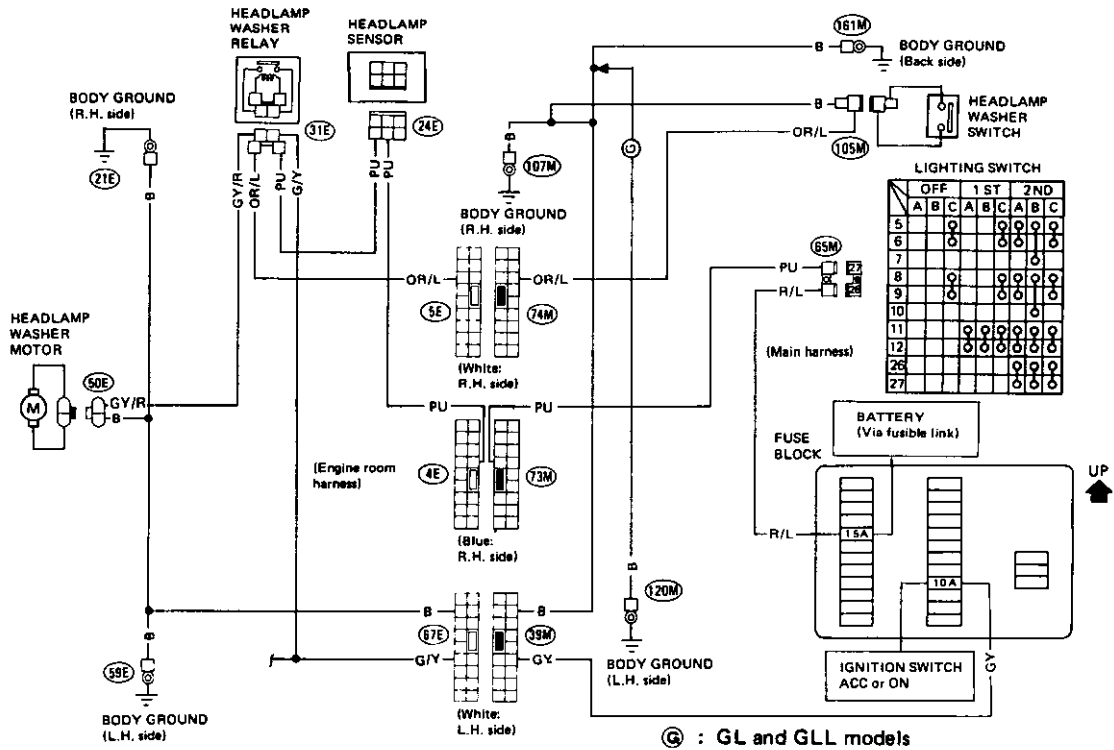 HEADLAMP
WASHER
RELAY
HEADLAMP
SENSOR
161M
B
BODY GROUND
(Back side)
BODY GROUND
(R.H. side)
31E
24E
B
HEADLAMP
WASHER
SWITCH
OR/L
105M
21E
B
GY/R
OR/L
PU
G/Y
PU
PU
107M
BODY GROUND
(R.H. side)
G
LIGHTING SWITCH
OFF 1 ST 2ND
A B C A B C A B C
5
6
7
8
9
10
11
12
26
27
65M
PU 27
R/L 26
OR/L
OR/L
5E
74M
(White:
R.H. side)
(Main harness)
HEADLAMP
WASHER
MOTOR
M
50E
GY/R
B
PU
PU
BATTERY
(Via fusible link)
FUSE
BLOCK
(Engine room
harness)
4E
73M
(Blue:
R.H. side)
UP
R/L
15A
10A
B
120M
BODY GROUND
(L.H. side)
B
B
67E
39M
G/Y
GY
(White:
L.H. side)
B
59E
BODY GROUND
(L.H. side)
IGNITION SWITCH
ACC or ON
GY
G : GL and GLL models